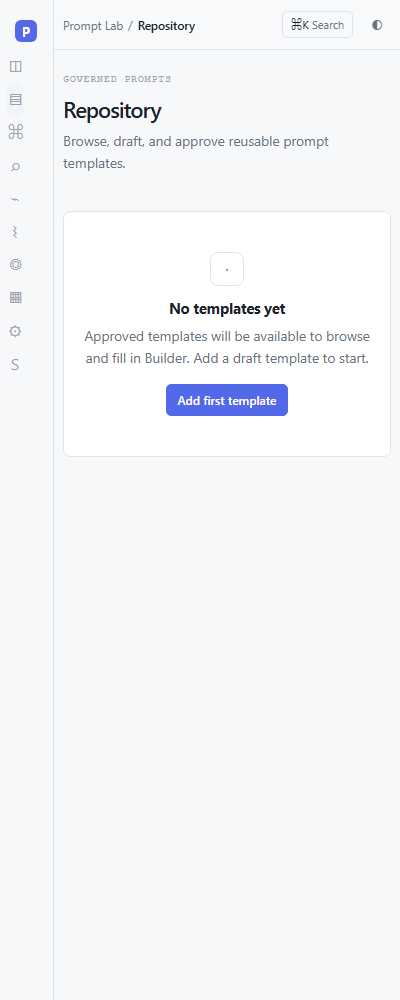 p
Prompt Lab / Repository
⌘K Search
GOVERNED PROMPTS
Repository
Browse, draft, and approve reusable prompt
templates.
No templates yet
Approved templates will be available to browse
and fill in Builder. Add a draft template to start.
Add first template
S